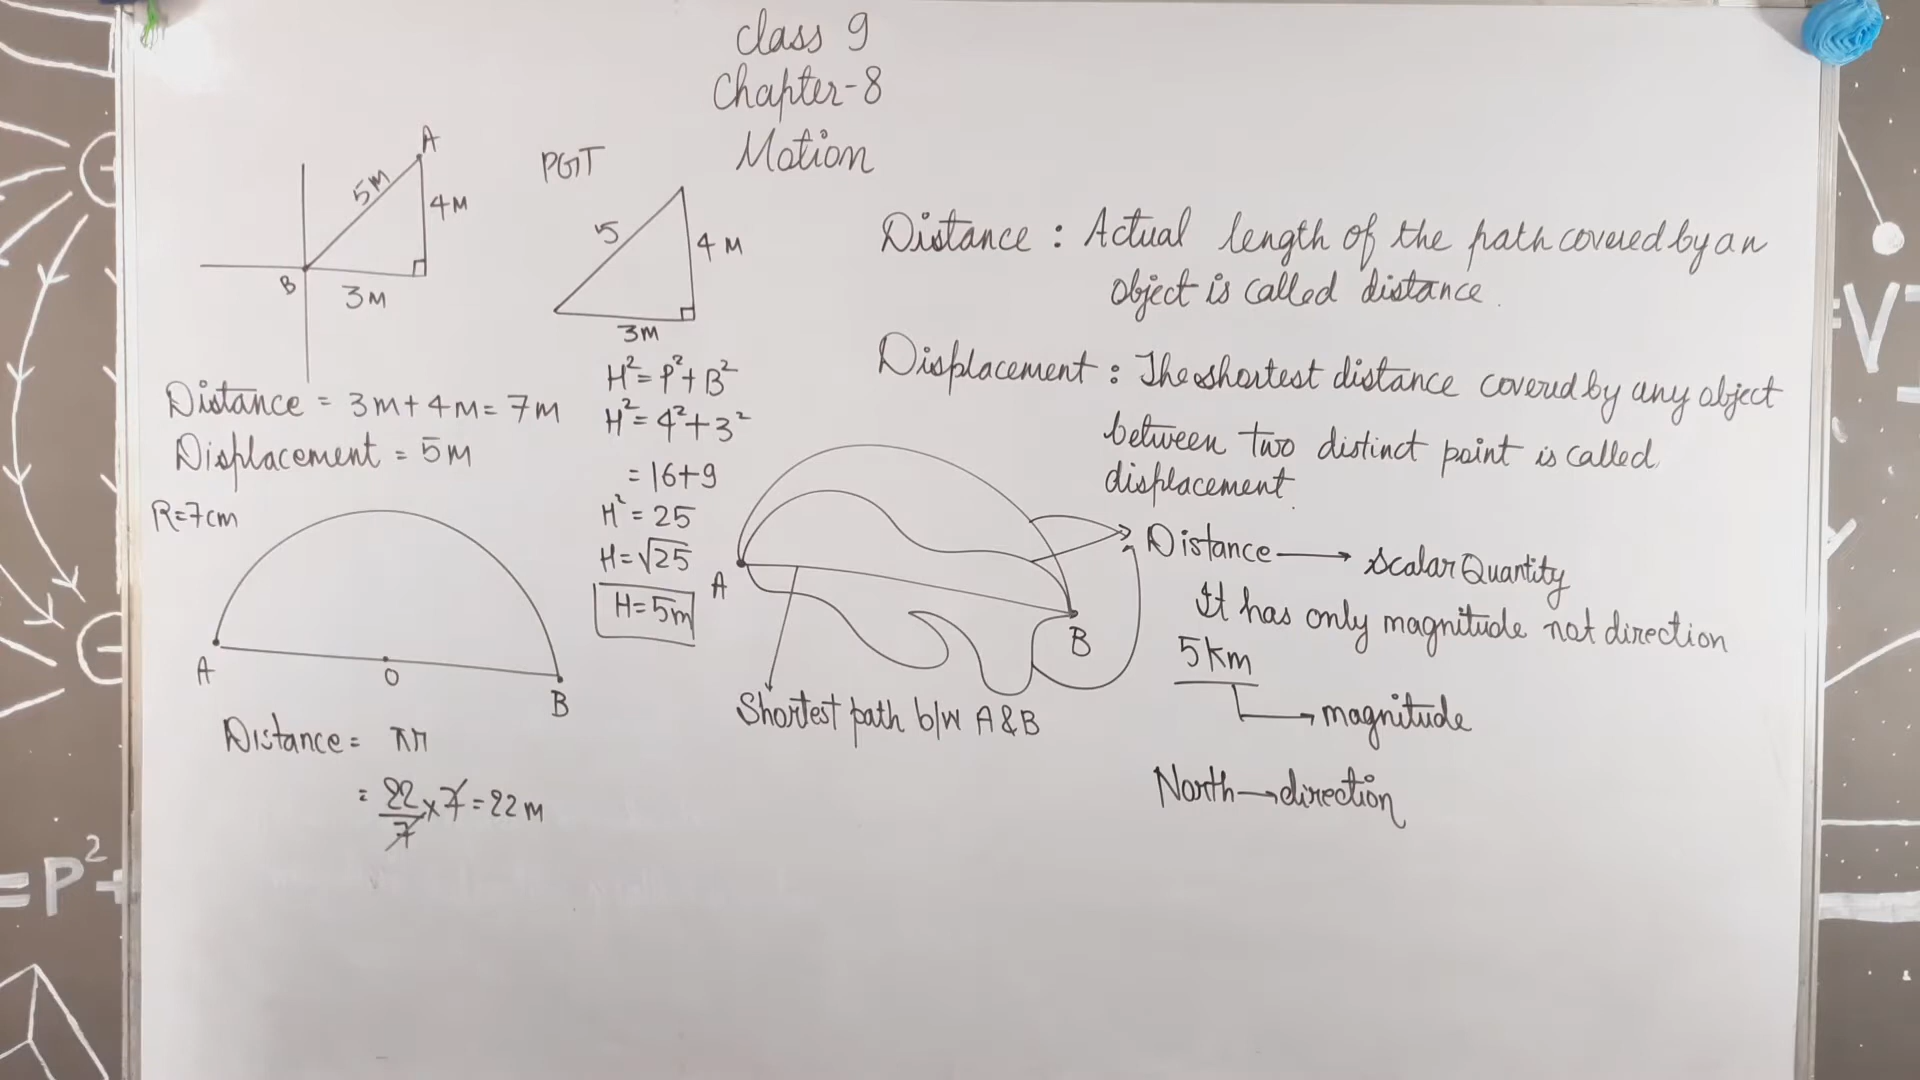 class 9
Chapter-8
Motion
A
5M
4M
B
3M
Distance = 3M+4M=7M
Displacement = 5M
PGT
5
4 M
3M
H²=P²+B²
H²=4²+3²
=16+9
H²=25
H=√25
H=5m
Distance : Actual length of the path covered by an
object is called distance.
Displacement : The shortest distance covered by any object
between two distinct point is called
displacement.
R=7cm
A
O
B
Distance = πr
= 22/7 x 7 = 22 M
A
B
Shortest path b/w A & B
Distance → scalar Quantity
It has only magnitude not direction
5km
→ magnitude
North → direction
=P²+
=V